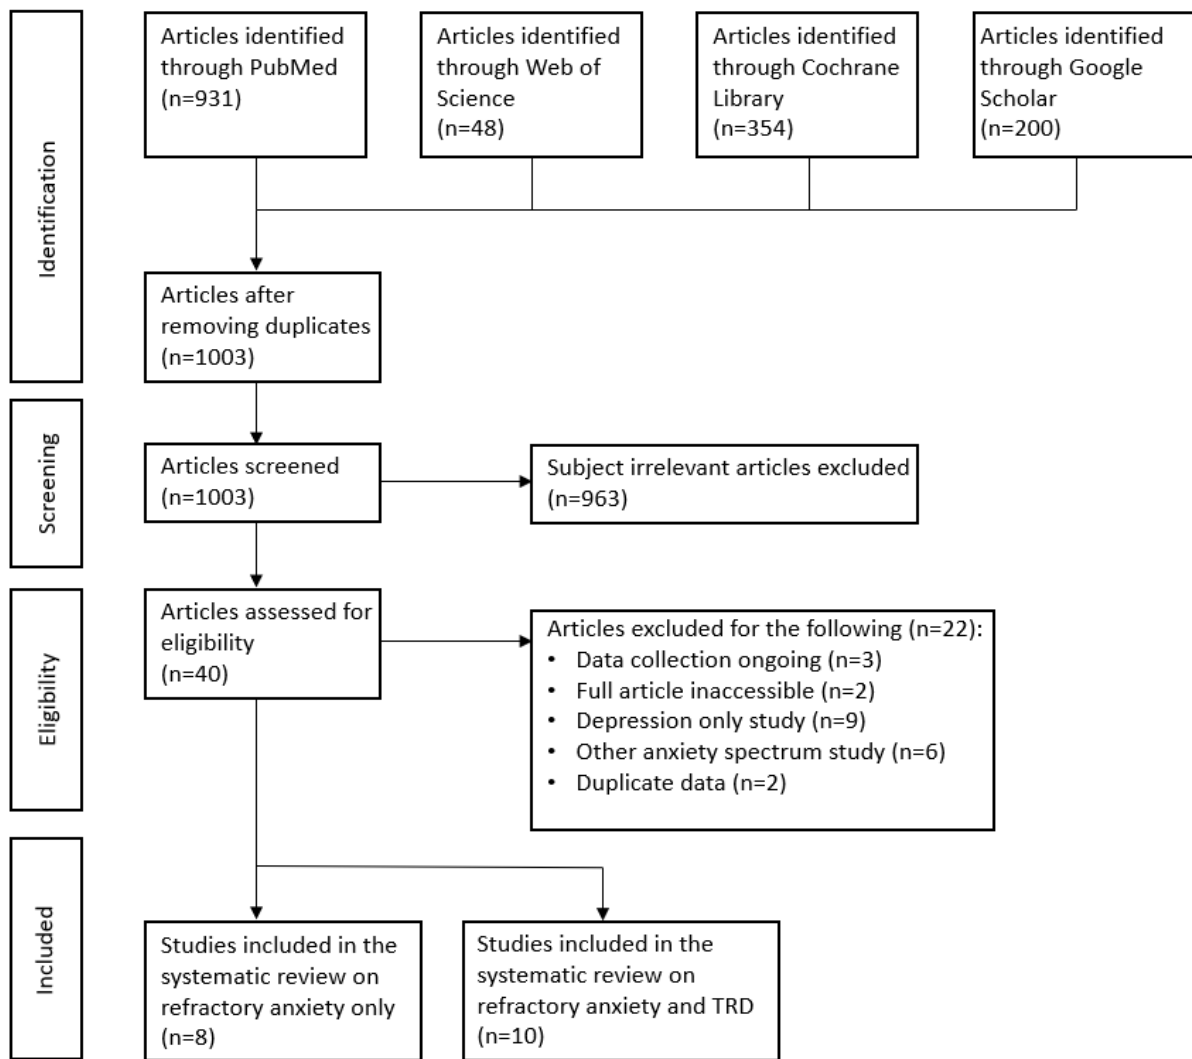 Identification
Articles identified
through PubMed
(n=931)
Articles identified
through Web of
Science
(n=48)
Articles identified
through Cochrane
Library
(n=354)
Articles identified
through Google
Scholar
(n=200)
Articles after
removing duplicates
(n=1003)
Screening
Articles screened
(n=1003)
Subject irrelevant articles excluded
(n=963)
Eligibility
Articles assessed for
eligibility
(n=40)
Articles excluded for the following (n=22):
• Data collection ongoing (n=3)
• Full article inaccessible (n=2)
• Depression only study (n=9)
• Other anxiety spectrum study (n=6)
• Duplicate data (n=2)
Included
Studies included in the
systematic review on
refractory anxiety only
(n=8)
Studies included in the
systematic review on
refractory anxiety and TRD
(n=10)